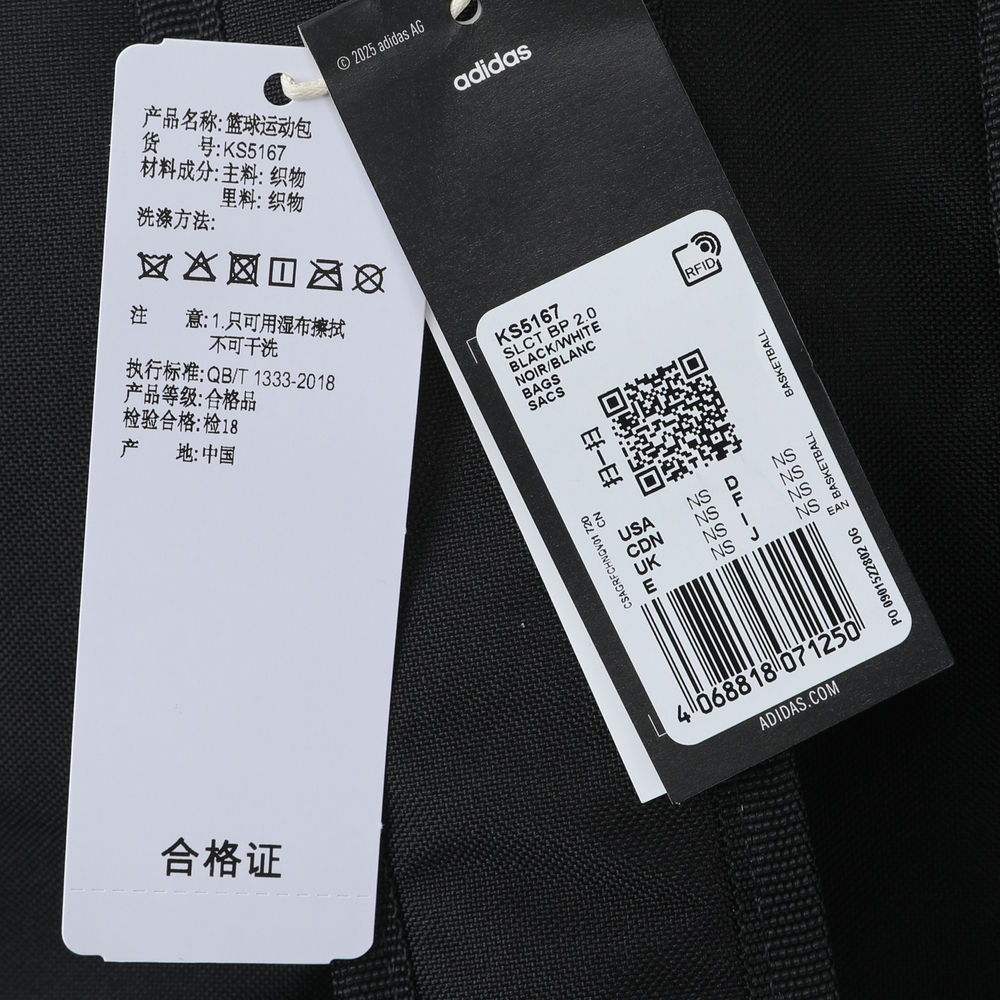 产品名称:篮球运动包
货 号:KS5167
材料成分:主料: 织物
里料: 织物
洗涤方法:
注 意:1.只可用湿布擦拭
不可干洗
执行标准:QB/T 1333-2018
产品等级:合格品
检验合格:检18
产 地:中国
合格证
© 2025 adidas AG
adidas
RFID
KS5167
SLCT BP 2.0
BLACK/WHITE
NOIR/BLANC
BAGS
SACS
BASKETBALL
BASKETBALL
EAN
USA NS D NS
CDN NS F NS
UK NS I NS
E NS J NS
PO 0901522802 OG
4 068818 071250
ADIDAS.COM